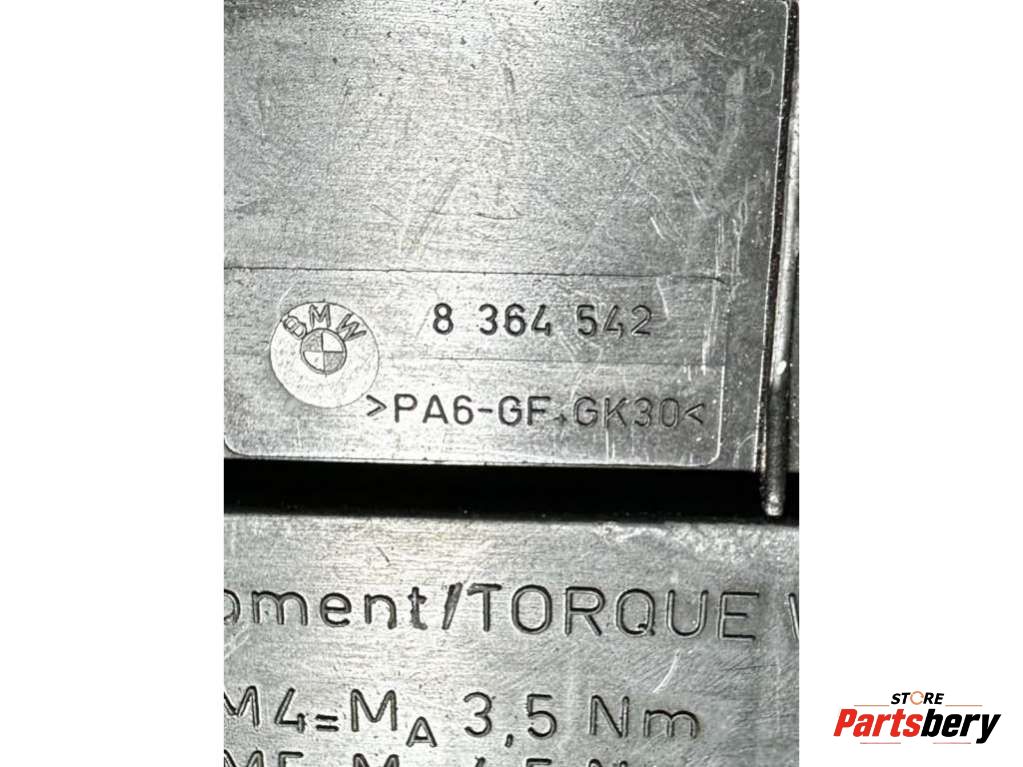 BMW
8 364 542
>PA6-GF+GK30<
oment/TORQUE
M4=MA 3,5 Nm
STORE
Partsbery